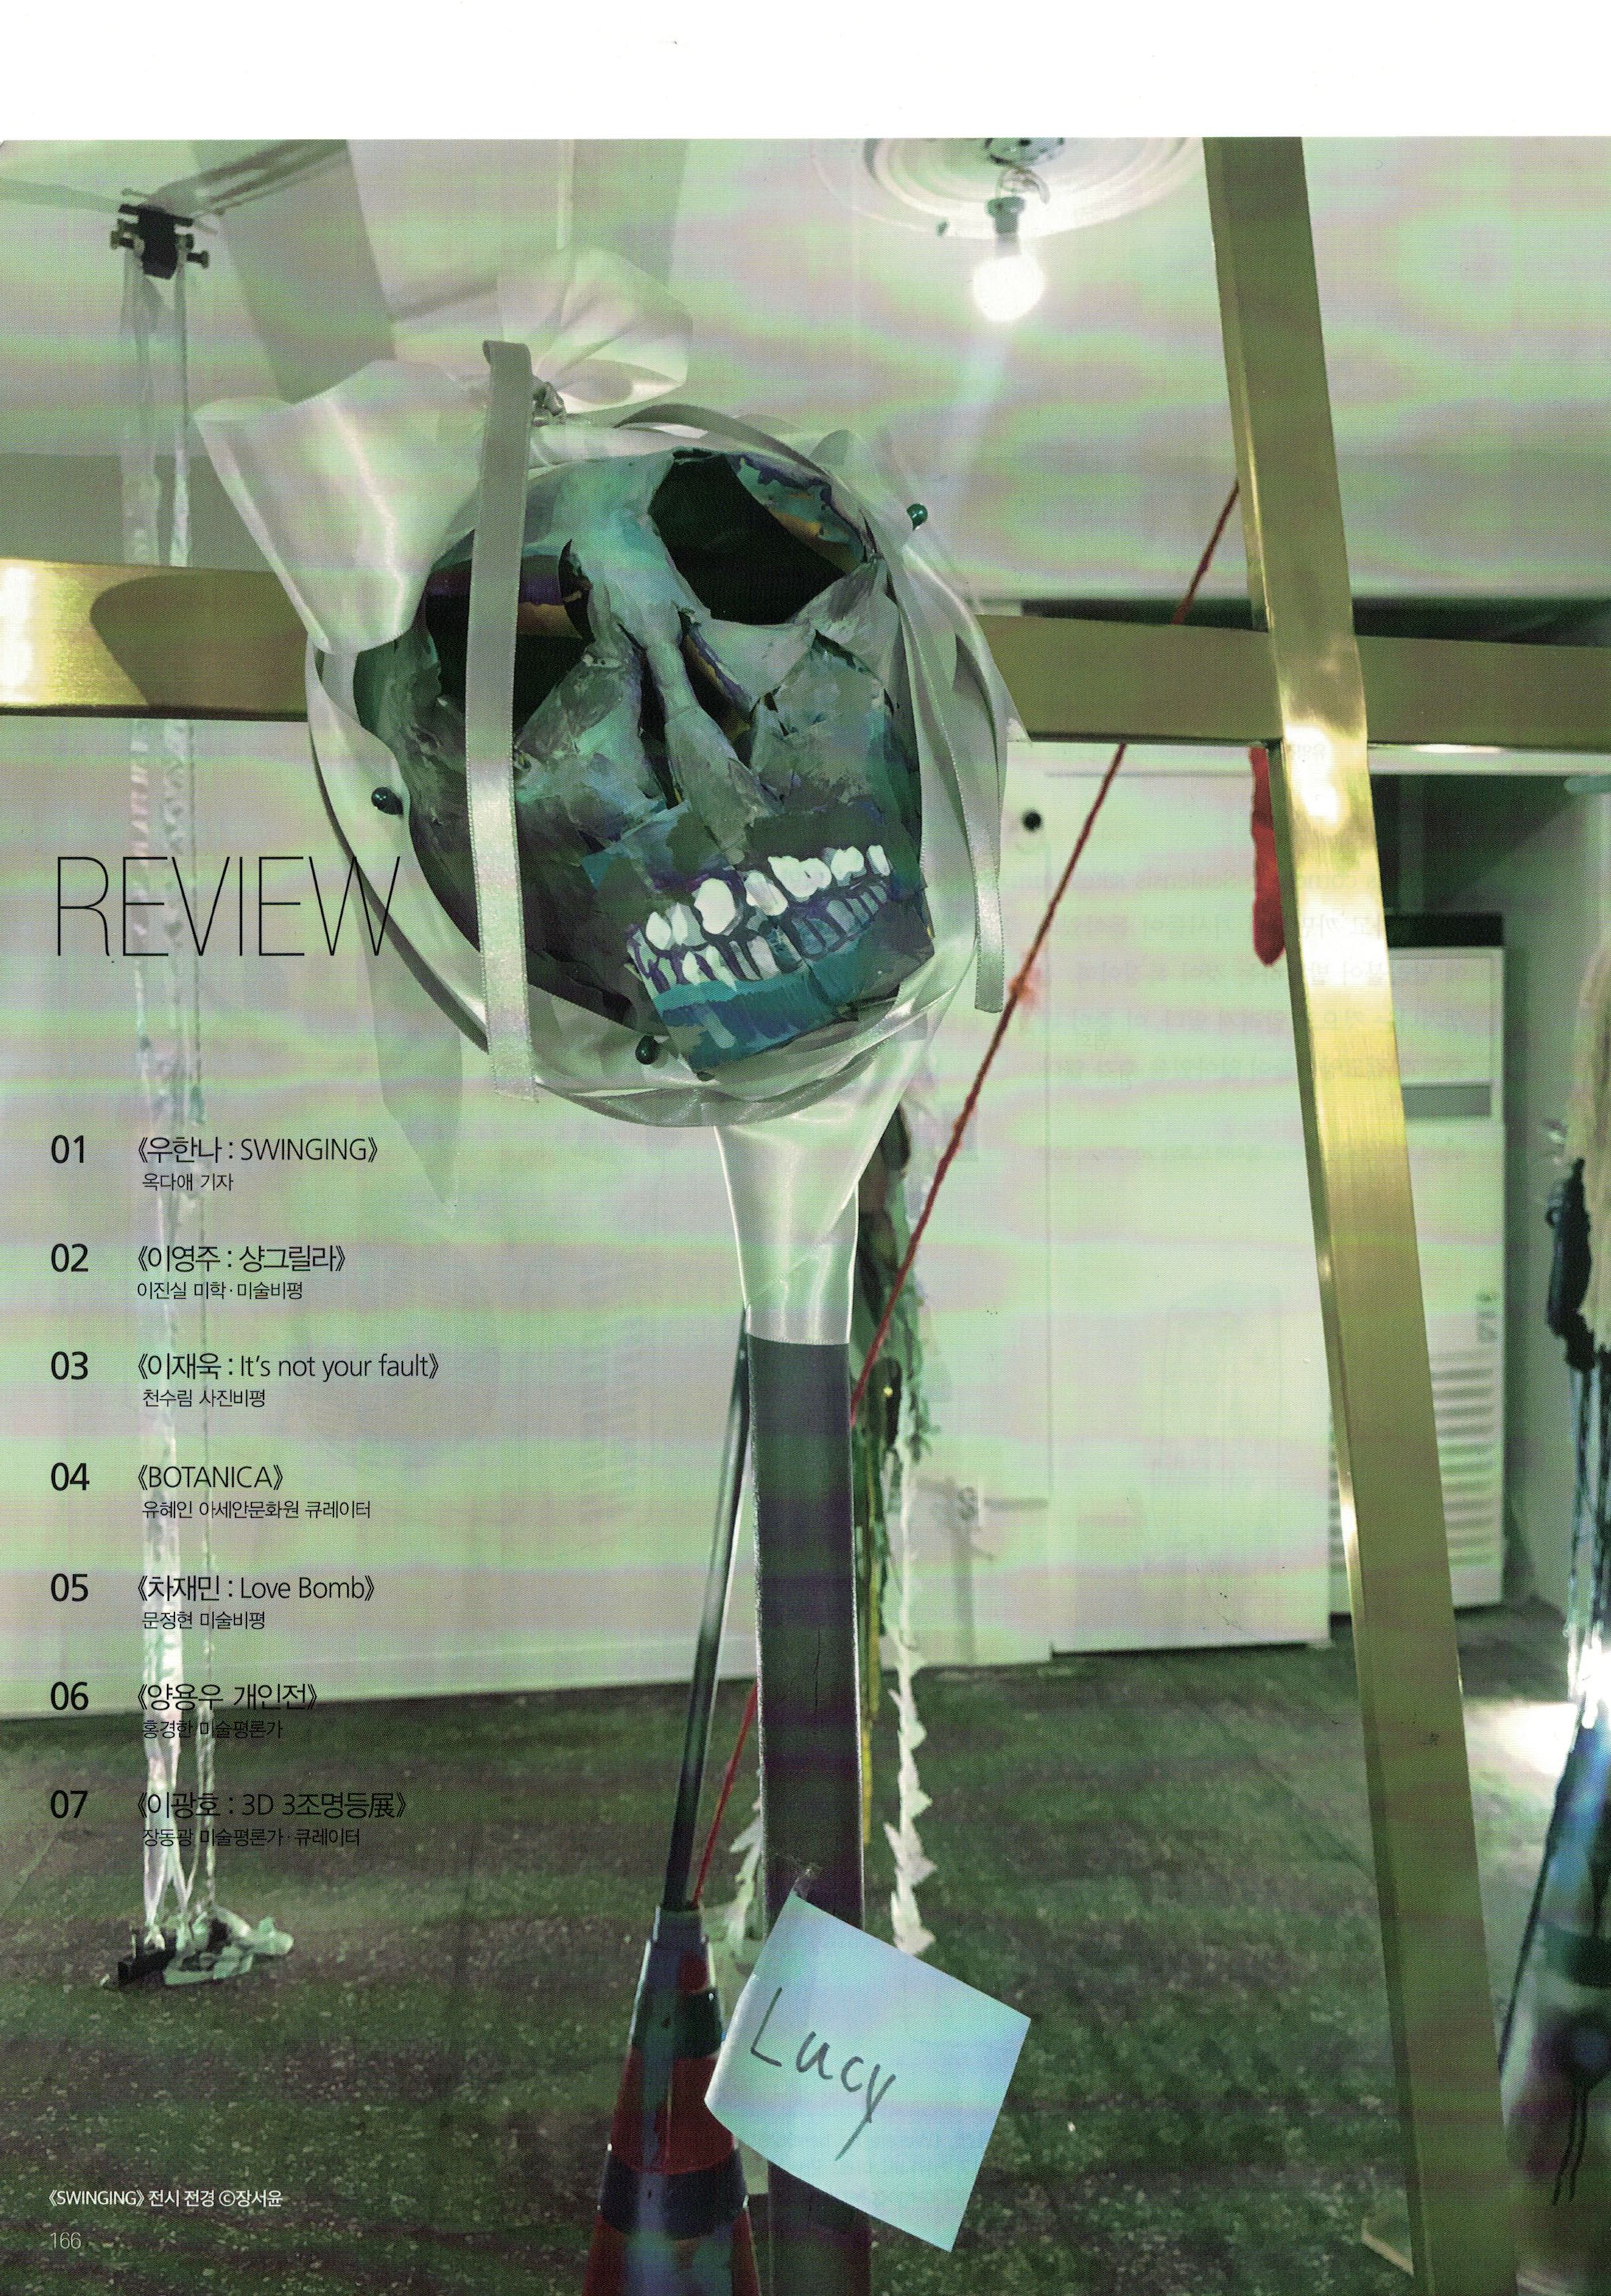 REVIEW
01 《우한나 : SWINGING》
옥다애 기자
02 《이영주 : 샹그릴라》
이진실 미학·미술비평
03 《이재욱 : It's not your fault》
천수림 사진비평
04 《BOTANICA》
유혜인 아세안문화원 큐레이터
05 《차재민 : Love Bomb》
문정현 미술비평
06 《양용우 개인전》
홍경한 미술평론가
07 《이광호 : 3D 3조명등展》
장동광 미술평론가·큐레이터
Lucy
《SWINGING》 전시 전경 ©장서윤
166